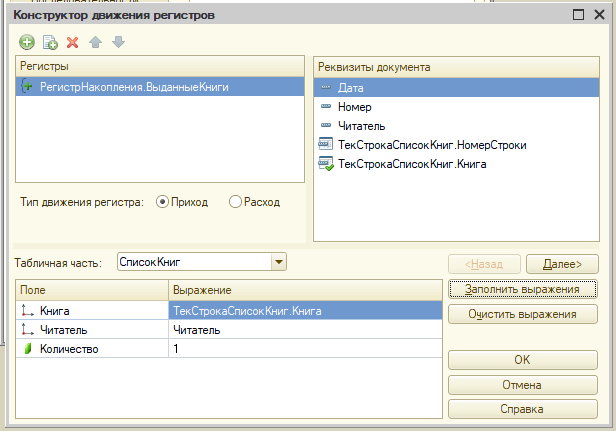 Конструктор движения регистров
Регистры
РегистрНакопления.ВыданныеКниги
Реквизиты документа
Дата
Номер
Читатель
ТекСтрокаСписокКниг.НомерСтроки
ТекСтрокаСписокКниг.Книга
Тип движения регистра: Приход Расход
Табличная часть: СписокКниг
<Назад Далее>
Поле Выражение
Книга ТекСтрокаСписокКниг.Книга
Читатель Читатель
Количество 1
Заполнить выражения
Очистить выражения
OK
Отмена
Справка